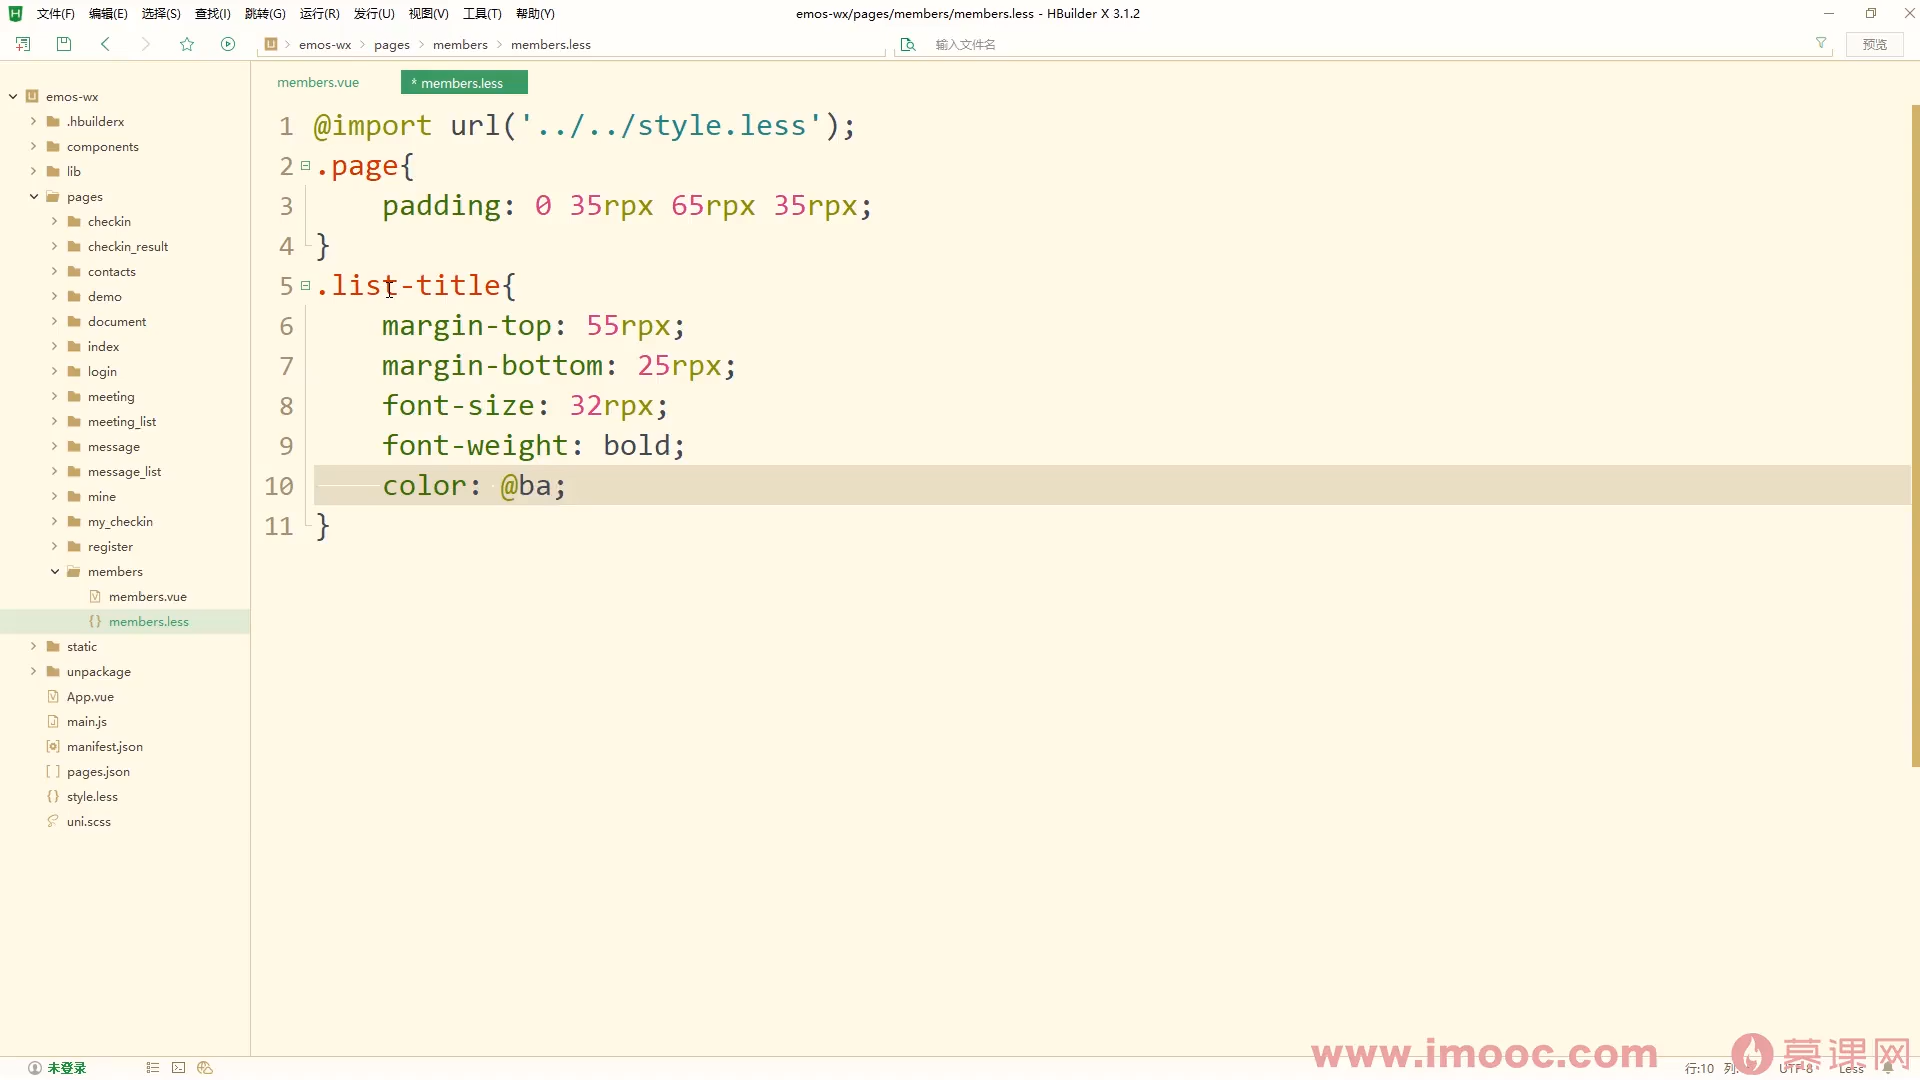 文件(F) 编辑(E) 选择(S) 查找(I) 跳转(G) 运行(R) 发行(U) 视图(V) 工具(T) 帮助(Y)
emos-wx/pages/members/members.less - HBuilder X 3.1.2
emos-wx pages members members.less
输入文件名
预览
emos-wx
.hbuilderx
components
lib
pages
checkin
checkin_result
contacts
demo
document
index
login
meeting
meeting_list
message
message_list
mine
my_checkin
register
members
members.vue
members.less
static
unpackage
App.vue
main.js
manifest.json
pages.json
style.less
uni.scss
members.vue * members.less
1 @import url('../../style.less');
2 .page{
3 padding: 0 35rpx 65rpx 35rpx;
4 }
5 .list-title{
6 margin-top: 55rpx;
7 margin-bottom: 25rpx;
8 font-size: 32rpx;
9 font-weight: bold;
10 color: @ba;
11 }
www.imooc.com 慕课网
未登录
行:10 列: UTF-8 Less